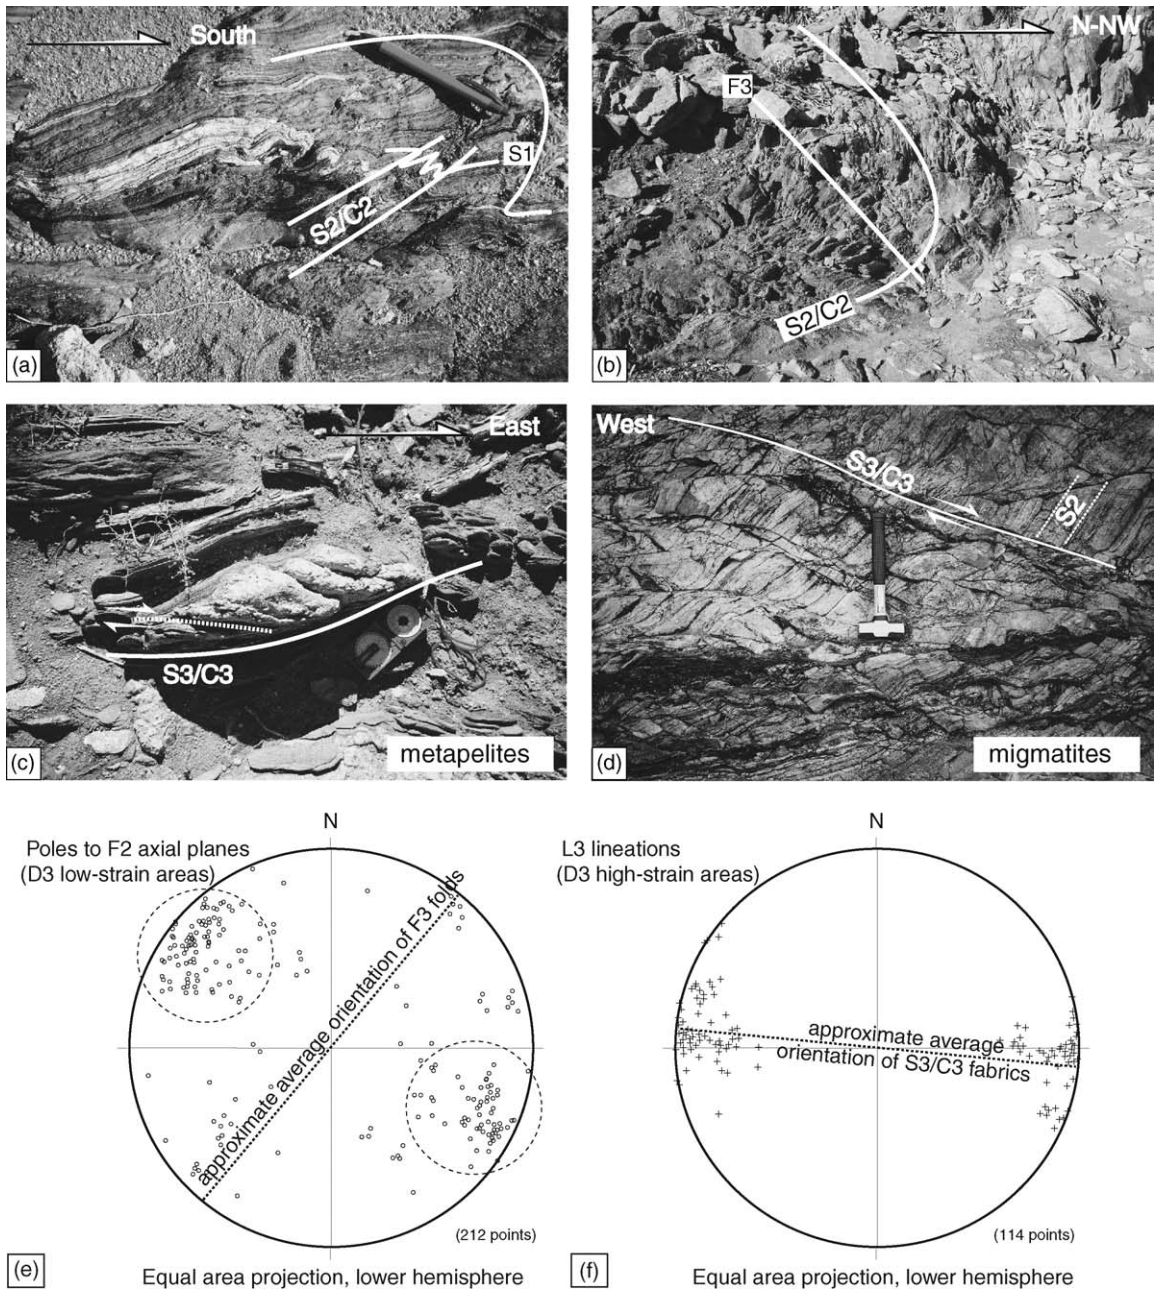 South
S1
S2/C2
(a)
N-NW
F3
S2/C2
(b)
East
S3/C3
(c)
metapelites
West
S3/C3
S2
(d)
migmatites
N
Poles to F2 axial planes
(D3 low-strain areas)
approximate average orientation of F3 folds
(212 points)
(e)
Equal area projection, lower hemisphere
N
L3 lineations
(D3 high-strain areas)
approximate average
orientation of S3/C3 fabrics
(114 points)
(f)
Equal area projection, lower hemisphere